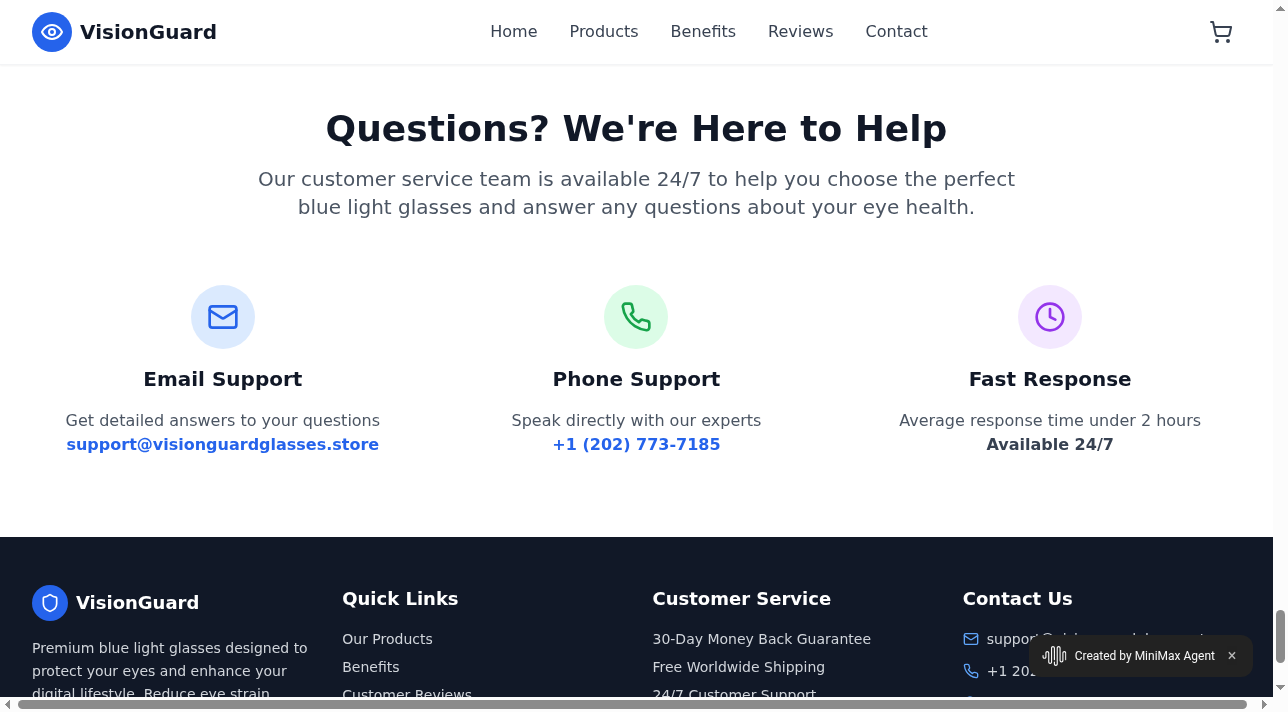 VisionGuard
Home
Products
Benefits
Reviews
Contact
Questions? We're Here to Help
Our customer service team is available 24/7 to help you choose the perfect
blue light glasses and answer any questions about your eye health.
Email Support
Get detailed answers to your questions
support@visionguardglasses.store
Phone Support
Speak directly with our experts
+1 (202) 773-7185
Fast Response
Average response time under 2 hours
Available 24/7
VisionGuard
Premium blue light glasses designed to
protect your eyes and enhance your
digital lifestyle. Reduce eye strain
Quick Links
Our Products
Benefits
Customer Reviews
Customer Service
30-Day Money Back Guarantee
Free Worldwide Shipping
24/7 Customer Support
Contact Us
+1
Created by MiniMax Agent ×